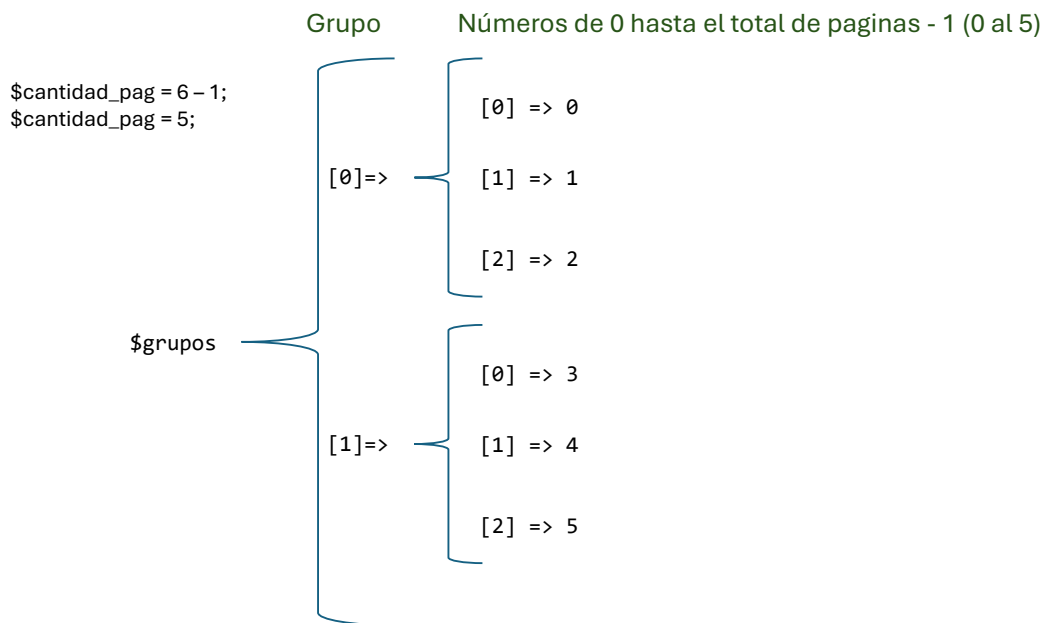 Grupo
Números de 0 hasta el total de paginas - 1 (0 al 5)
$cantidad_pag = 6 – 1;
$cantidad_pag = 5;
[0] => 0
[0]=>
[1] => 1
[2] => 2
$grupos
[0] => 3
[1]=>
[1] => 4
[2] => 5